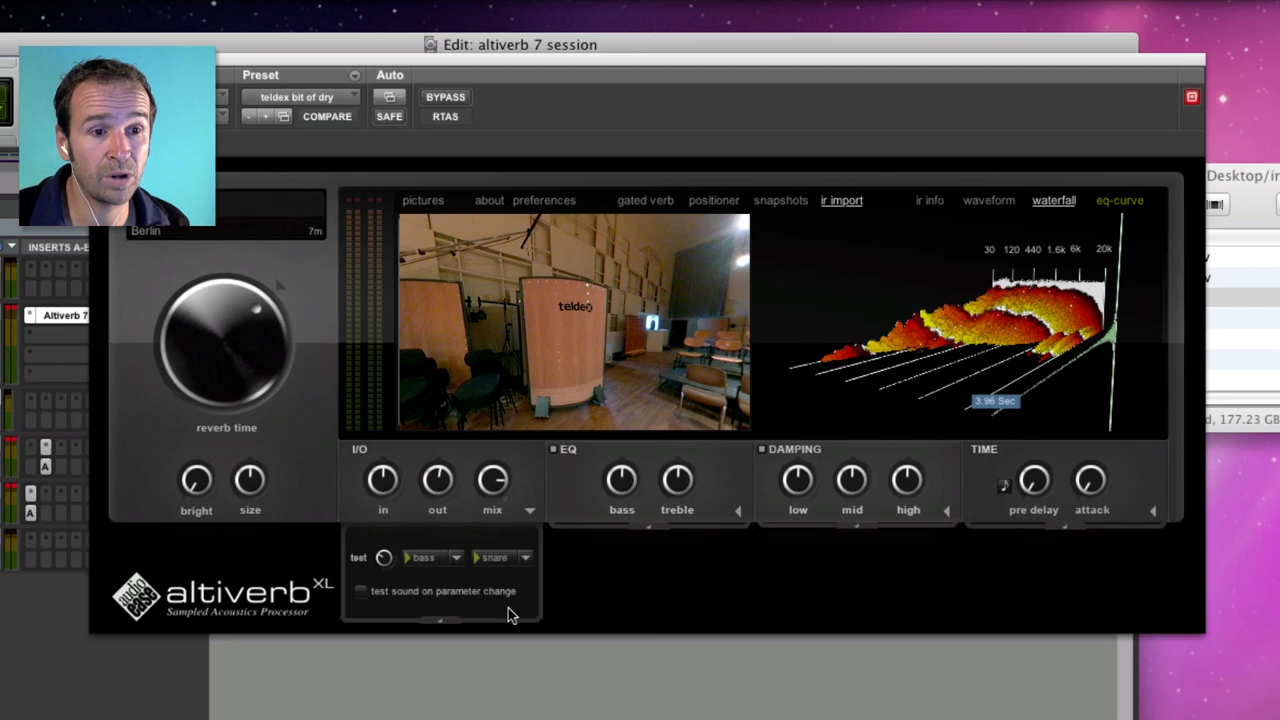 Edit: altiverb 7 session
Preset
Auto
teldex bit of dry
BYPASS
- + COMPARE
SAFE
RTAS
Desktop/ir
pictures about preferences gated verb positioner snapshots ir import ir info waveform waterfall eq-curve
Berlin 7m
INSERTS A-E
30 120 440 1.6k 6k 20k
teldex
Altiverb 7
3.96 Sec
d, 177.23 GB
reverb time
I/O
EQ
DAMPING
TIME
A
bright size
in out mix
bass treble
low mid high
pre delay attack
A
test bass snare
test sound on parameter change
audio ease
altiverb XL
Sampled Acoustics Processor